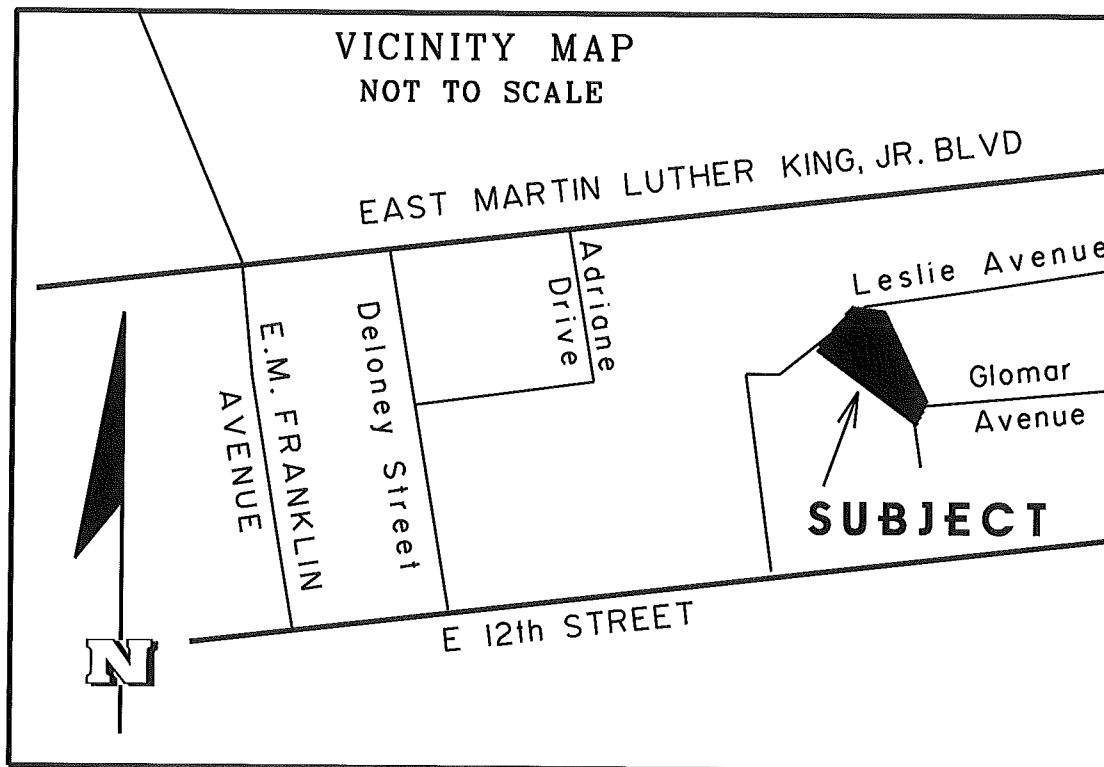 VICINITY MAP
NOT TO SCALE
EAST MARTIN LUTHER KING, JR. BLVD
Adriane
Drive
Leslie Avenue
Deloney Street
E.M. FRANKLIN
AVENUE
Glomar
Avenue
SUBJECT
E 12th STREET
N